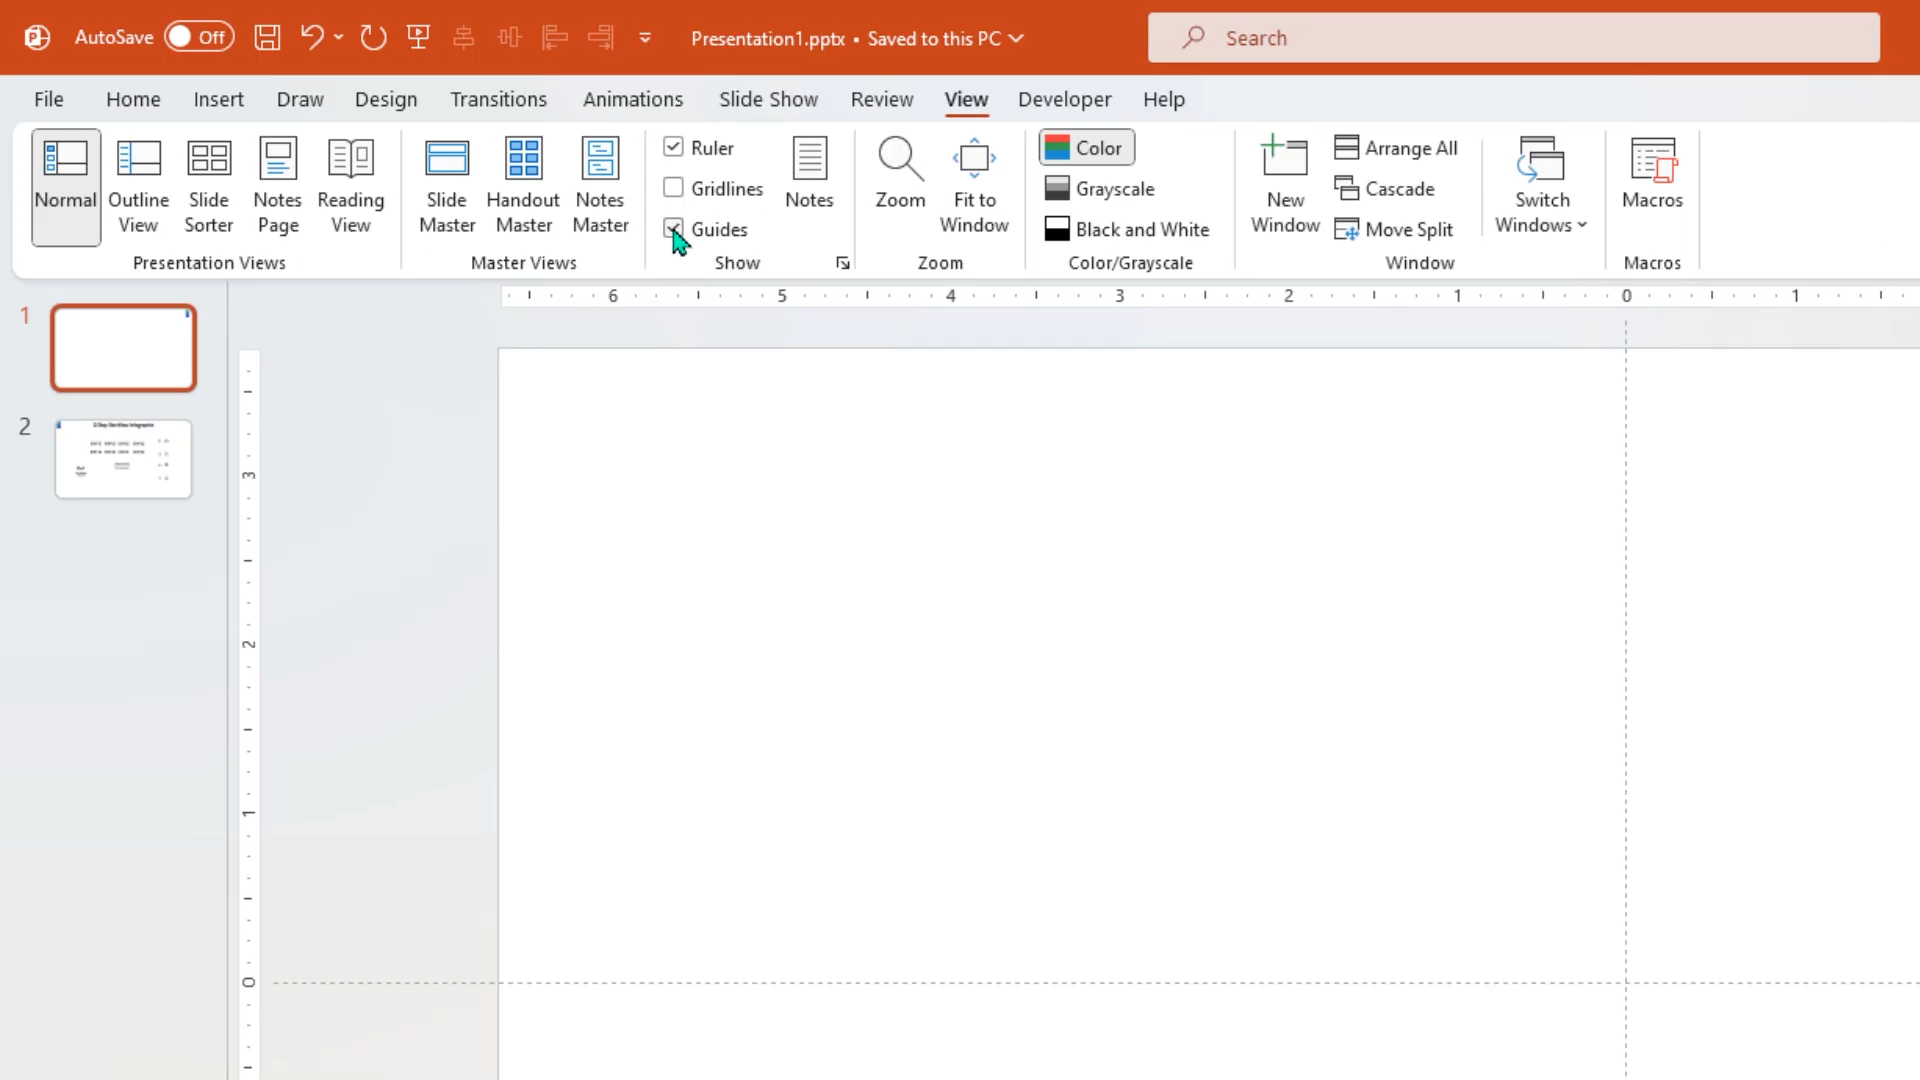 AutoSave Off Presentation1.pptx • Saved to this PC Search
File Home Insert Draw Design Transitions Animations Slide Show Review View Developer Help
Normal Outline View Slide Sorter Notes Page Reading View
Presentation Views
Slide Master Handout Master Notes Master
Master Views
Ruler
Gridlines
Guides
Notes
Show
Zoom Fit to Window
Zoom
Color
Grayscale
Black and White
Color/Grayscale
New Window
Arrange All
Cascade
Move Split
Switch Windows
Window
Macros
Macros
6 5 4 3 2 1 0 1
1
2
3
2
1
0